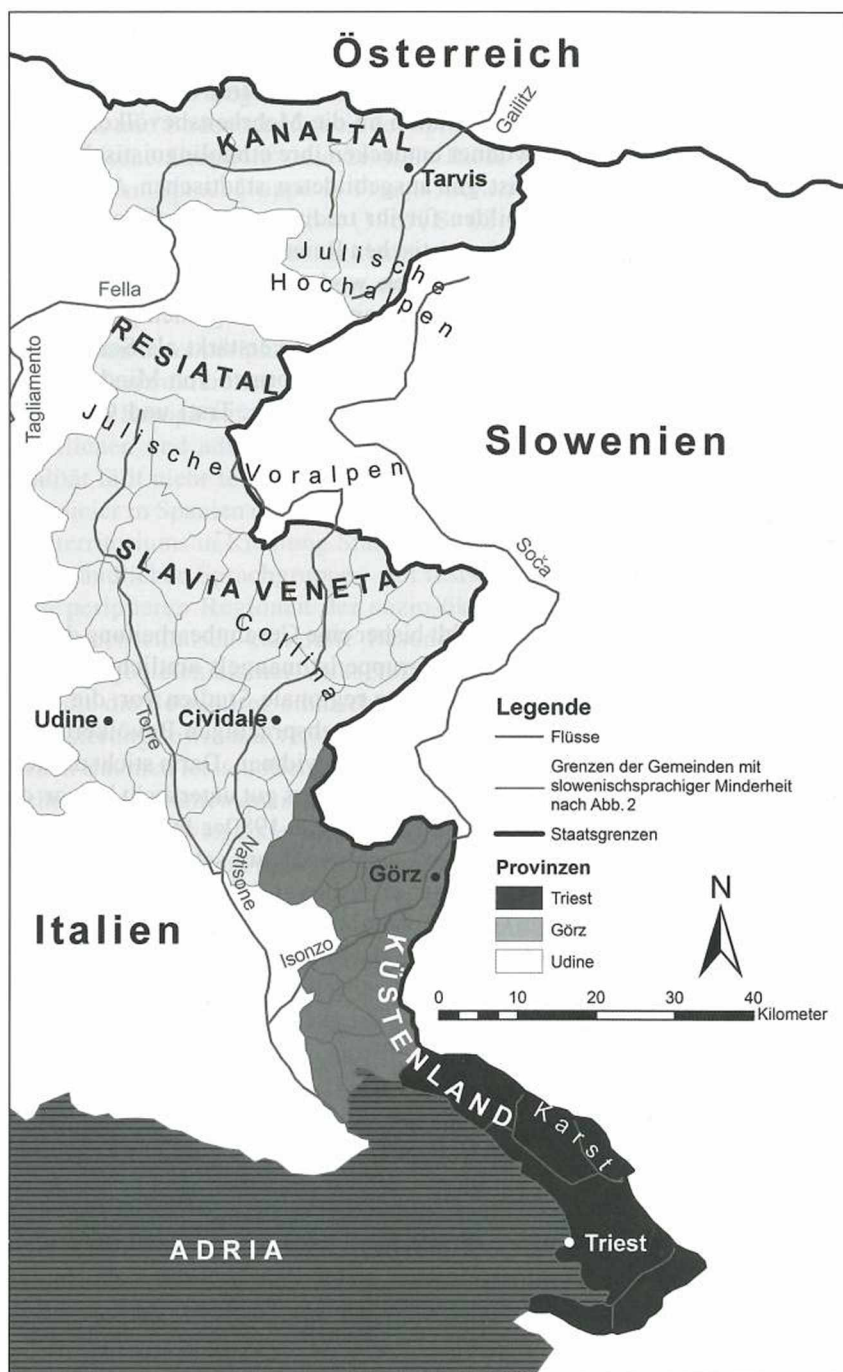 Österreich
Gailitz
KANALTAL
Tarvis
Julische
Hochalpen
Fella
RESIATAL
Tagliamento
Julische Voralpen
Slowenien
Soča
SLAVIA VENETA
Collina
Udine
Torre
Cividale
Legende
Flüsse
Grenzen der Gemeinden mit
slowenischsprachiger Minderheit
nach Abb. 2
Staatsgrenzen
Provinzen
Triest
Görz
Udine
N
0 10 20 30 40
Kilometer
Natisone
Görz
Italien
Isonzo
KÜSTENLAND
Karst
ADRIA
Triest